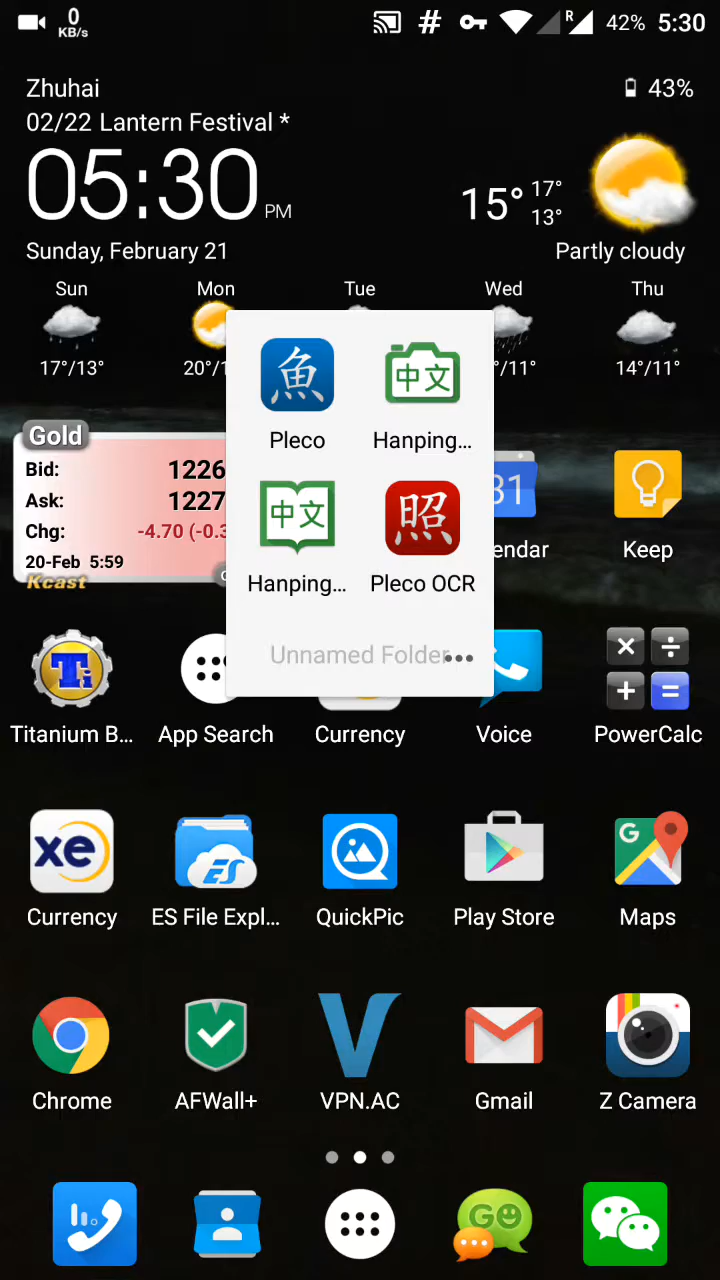 0
KB/s
R
42%
5:30
Zhuhai
43%
02/22 Lantern Festival *
05:30 PM
15°
17°
13°
Sunday, February 21
Partly cloudy
Sun
Mon
Tue
Wed
Thu
17°/13°
20°/1
/11°
14°/11°
魚
中文
Pleco
Hanping...
中文
照
Hanping...
Pleco OCR
Unnamed Folder
Gold
Bid: 1226
Ask: 1227
Chg: -4.70 (-0.3
20-Feb 5:59
Kcast
31
endar
Keep
Ti
Titanium B...
App Search
Currency
Voice
× ÷
+ =
PowerCalc
xe
ES
G
Currency
ES File Expl...
QuickPic
Play Store
Maps
V
Chrome
AFWall+
VPN.AC
Gmail
Z Camera
GO